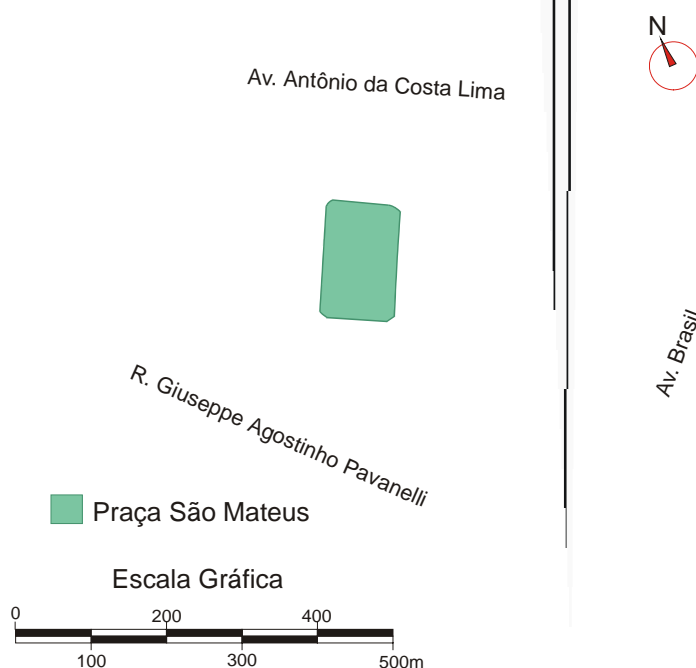 N
Av. Antônio da Costa Lima
Av. Brasil
R. Giuseppe Agostinho Pavanelli
Praça São Mateus
Escala Gráfica
0 200 400
100 300 500m